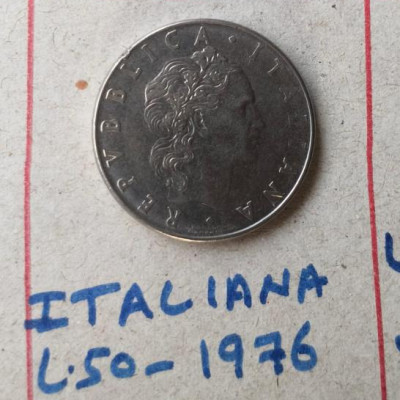 REPVBBLICA · ITALIANA
ITALIANA
L.50 - 1976